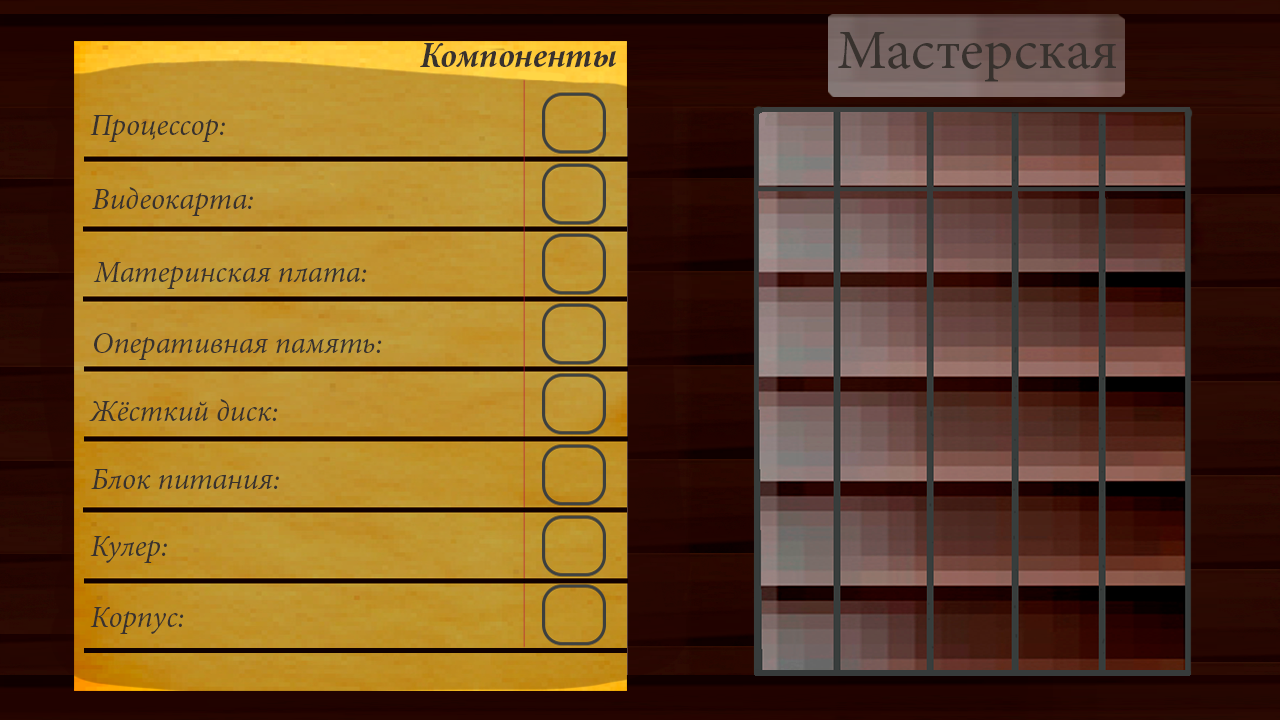 Компоненты
Мастерская
Процессор:
Видеокарта:
Материнская плата:
Оперативная память:
Жёсткий диск:
Блок питания:
Кулер:
Корпус: